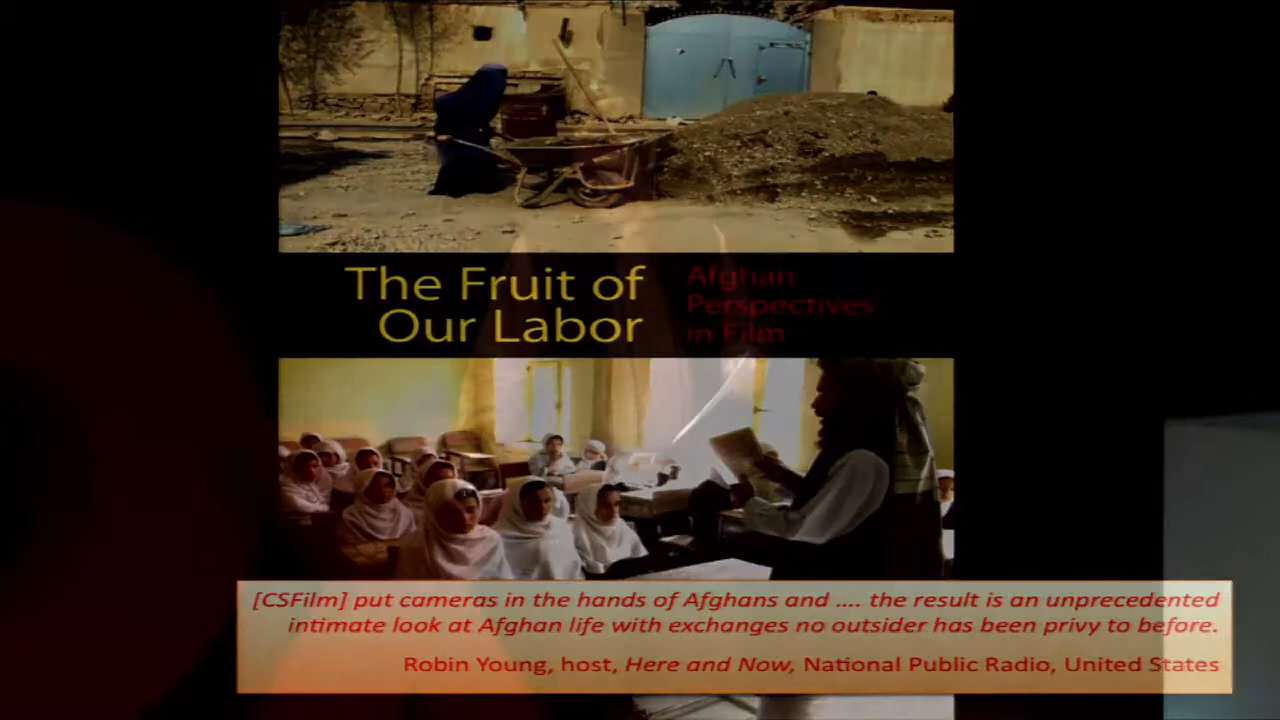 The Fruit of
Our Labor
Afghan
Perspectives
in Film
[CSFilm] put cameras in the hands of Afghans and .... the result is an unprecedented
intimate look at Afghan life with exchanges no outsider has been privy to before.
Robin Young, host, Here and Now, National Public Radio, United States